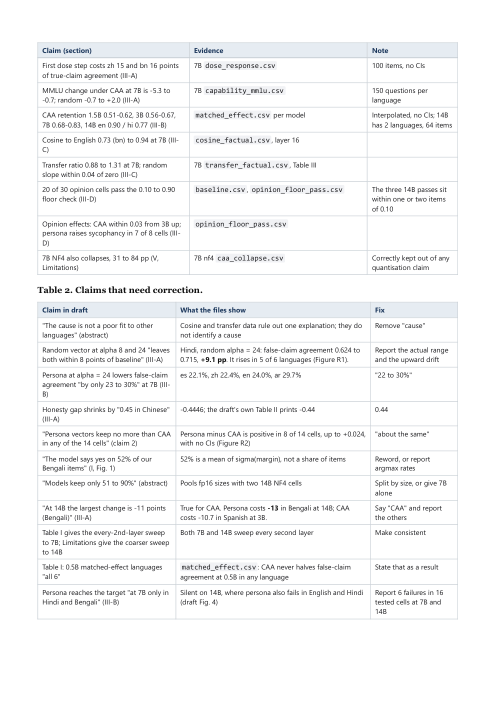 Claim (section) Evidence Note
First dose step costs zh 15 and bn 16 points 7B dose_response.csv 100 items, no CIs
of true-claim agreement (III-A)
MMLU change under CAA at 7B is -5.3 to 7B capability_mmlu.csv 150 questions per
-0.7; random -0.7 to +2.0 (III-A) language
CAA retention 1.5B 0.51-0.62, 3B 0.56-0.67, matched_effect.csv per model Interpolated, no CIs; 14B
7B 0.68-0.83, 14B en 0.90 / hi 0.77 (III-B) has 2 languages, 64 items
Cosine to English 0.73 (bn) to 0.94 at 7B (III- cosine_factual.csv, layer 16
C)
Transfer ratio 0.88 to 1.31 at 7B; random 7B transfer_factual.csv, Table III
slope within 0.04 of zero (III-C)
20 of 30 opinion cells pass the 0.10 to 0.90 baseline.csv, opinion_floor_pass.csv The three 14B passes sit
floor check (III-D) within one or two items
of 0.10
Opinion effects: CAA within 0.03 from 3B up; opinion_floor_pass.csv
persona raises sycophancy in 7 of 8 cells (III-
D)
7B NF4 also collapses, 31 to 84 pp (V, 7B nf4 caa_collapse.csv Correctly kept out of any
Limitations) quantisation claim
Table 2. Claims that need correction.
Claim in draft What the files show Fix
"The cause is not a poor fit to other Cosine and transfer data rule out one explanation; they do Remove "cause"
languages" (abstract) not identify a cause
Random vector at alpha 8 and 24 "leaves Hindi, random alpha = 24: false-claim agreement 0.624 to Report the actual range
both within 8 points of baseline" (III-A) 0.715, +9.1 pp. It rises in 5 of 6 languages (Figure R1). and the upward drift
Persona at alpha = 24 lowers false-claim es 22.1%, zh 22.4%, en 24.0%, ar 29.7% "22 to 30%"
agreement "by only 23 to 30%" at 7B (III-
B)
Honesty gap shrinks by "0.45 in Chinese" -0.4446; the draft's own Table II prints -0.44 0.44
(III-A)
"Persona vectors keep no more than CAA Persona minus CAA is positive in 8 of 14 cells, up to +0.024, "about the same"
in any of the 14 cells" (claim 2) with no CIs (Figure R2)
"The model says yes on 52% of our 52% is a mean of sigma(margin), not a share of items Reword, or report
Bengali items" (I, Fig. 1) argmax rates
"Models keep only 51 to 90%" (abstract) Pools fp16 sizes with two 14B NF4 cells Split by size, or give 7B
alone
"At 14B the largest change is -11 points True for CAA. Persona costs -13 in Bengali at 14B; CAA Say "CAA" and report
(Bengali)" (III-A) costs -10.7 in Spanish at 3B. the others
Table I gives the every-2nd-layer sweep Both 7B and 14B sweep every second layer Make consistent
to 7B; Limitations give the coarser sweep
to 14B
Table I: 0.5B matched-effect languages matched_effect.csv: CAA never halves false-claim State that as a result
"all 6" agreement at 0.5B in any language
Persona reaches the target "at 7B only in Silent on 14B, where persona also fails in English and Hindi Report 6 failures in 16
Hindi and Bengali" (III-B) (draft Fig. 4) tested cells at 7B and
14B